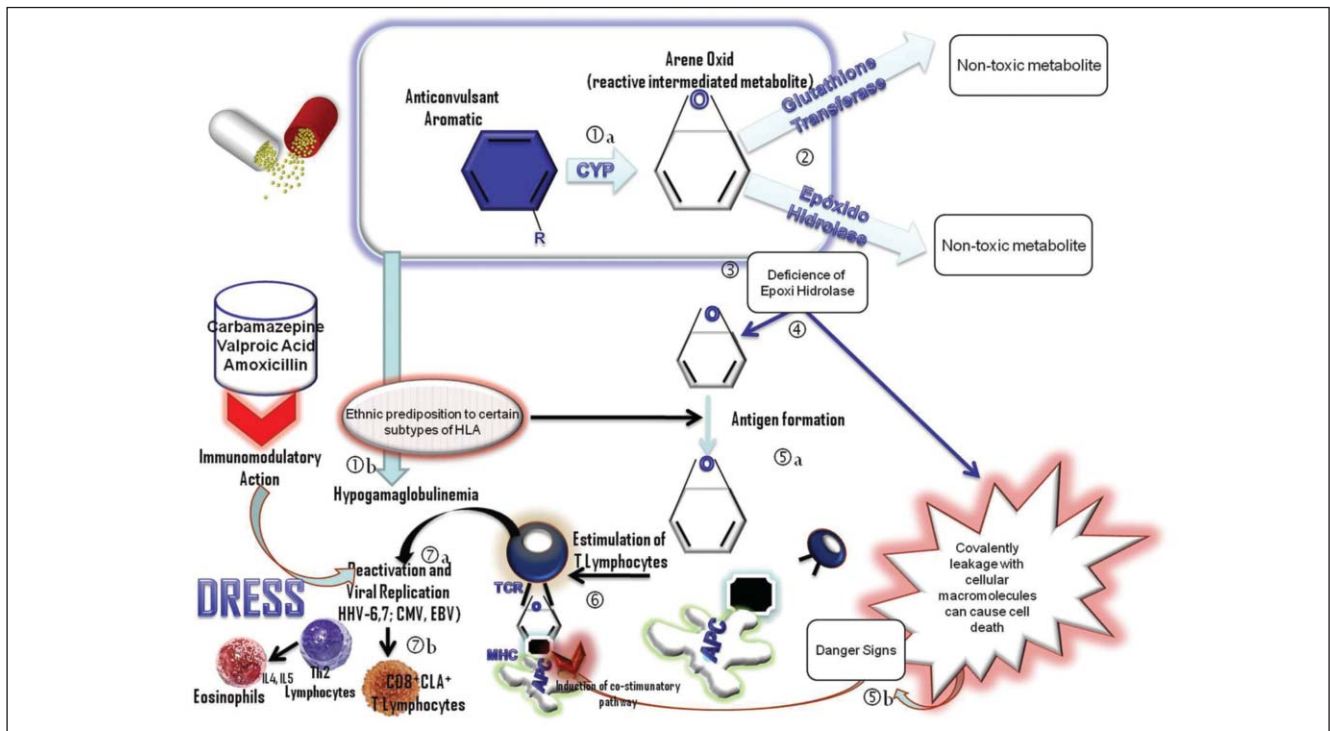 Arene Oxid
(reactive intermediated metabolite)
O
Anticonvulsant
Aromatic
①a
CYP
R
Glutathione
Transferase
②
Epóxido
Hidrolase
Non-toxic metabolite
Non-toxic metabolite
③
Deficience of
Epoxi Hidrolase
④
O
Carbamazepine
Valproic Acid
Amoxicillin
Immunomodulatory
Action
Ethnic prediposition to certain
subtypes of HLA
①b
Hypogamaglobulinemia
Antigen formation
⑤a
O
Estimulation of
T Lymphocytes
⑥
⑦a
Reactivation and
Viral Replication
HHV-6,7; CMV, EBV)
⑦b
DRESS
IL4, IL5
Eosinophils
Th2
Lymphocytes
CD8+CLA+
T Lymphocytes
TCR
O
MHC
APC
Induction of co-stimunatory
pathway
APC
Covalently
leakage with
cellular
macromolecules
can cause cell
death
Danger Signs
⑤b